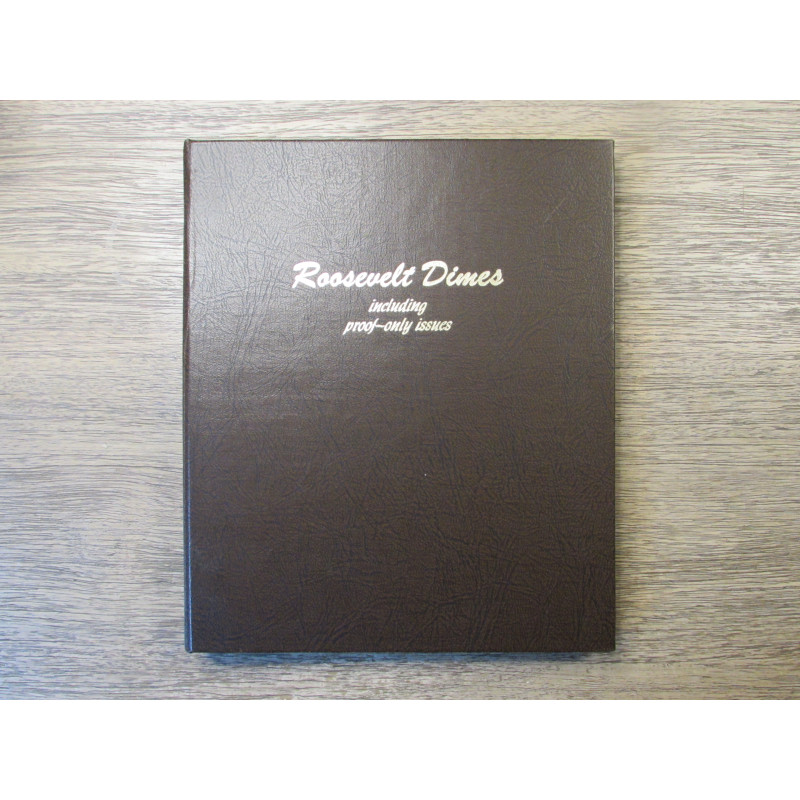 Roosevelt Dimes
including
proof-only issues